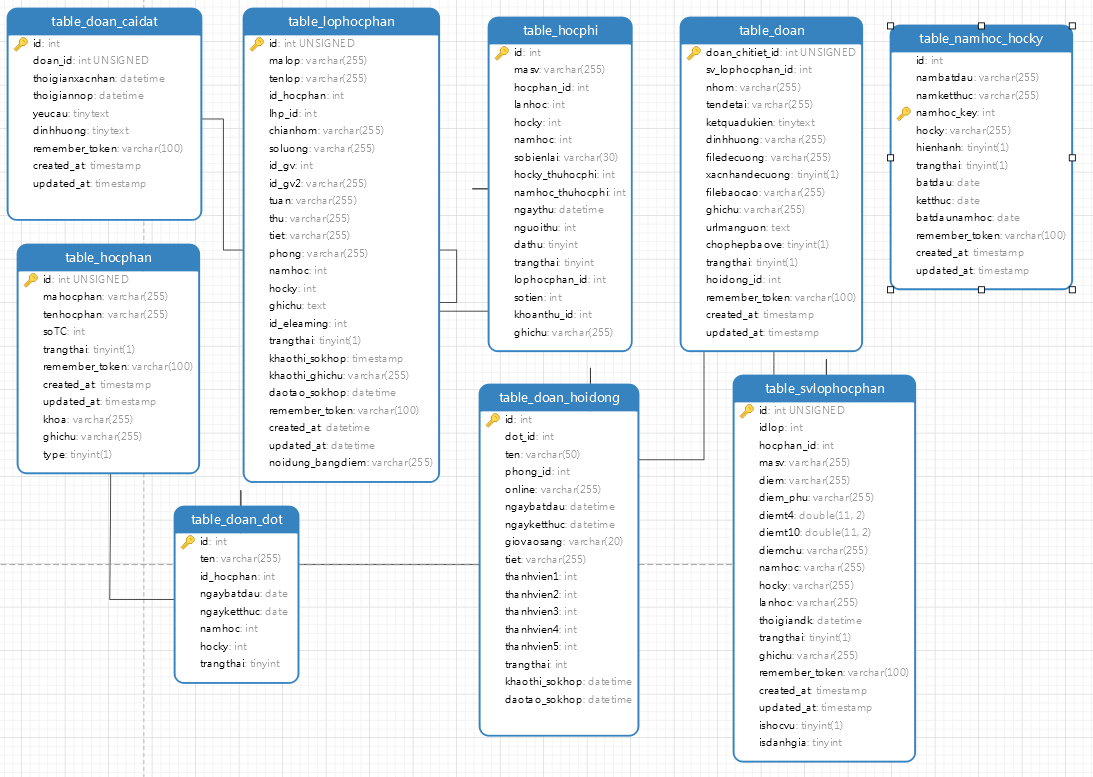 table_doan_caidat
id: int
doan_id: int UNSIGNED
thoigianxacnhan: datetime
thoigiannop: datetime
yeucau: tinytext
dinhhuong: tinytext
remember_token: varchar(100)
created_at: timestamp
updated_at: timestamp
table_lophocphan
id: int UNSIGNED
malop: varchar(255)
tenlop: varchar(255)
id_hocphan: int
lhp_id: int
chianhom: varchar(255)
soluong: varchar(255)
id_gv: int
id_gv2: varchar(255)
tuan: varchar(255)
thu: varchar(255)
tiet: varchar(255)
phong: varchar(255)
namhoc: int
hocky: int
ghichu: text
id_elearning: int
trangthai: tinyint(1)
khaothi_sokhop: timestamp
khaothi_ghichu: varchar(255)
daotao_sokhop: datetime
remember_token: varchar(100)
created_at: datetime
updated_at: datetime
noidung_bangdiem: varchar(255)
table_hocphi
id: int
masv: varchar(255)
hocphan_id: int
lanhoc: int
hocky: int
namhoc: int
sobienlai: varchar(30)
hocky_thuhocphi: int
namhoc_thuhocphi: int
ngaythu: datetime
nguoithu: int
dathu: tinyint
trangthai: tinyint
lophocphan_id: int
sotien: int
khoanthu_id: int
ghichu: varchar(255)
table_doan
doan_chitiet_id: int UNSIGNED
sv_lophocphan_id: int
nhom: varchar(255)
tendetai: varchar(255)
ketquadukien: tinytext
dinhhuong: varchar(255)
filedecuong: varchar(255)
xacnhandecuong: tinyint(1)
filebaocao: varchar(255)
ghichu: varchar(255)
urlmanguon: text
chophepbaove: tinyint(1)
trangthai: tinyint(1)
hoidong_id: int
remember_token: varchar(100)
created_at: timestamp
updated_at: timestamp
table_namhoc_hocky
id: int
nambatdau: varchar(255)
namketthuc: varchar(255)
namhoc_key: int
hocky: varchar(255)
hienhanh: tinyint(1)
trangthai: tinyint(1)
batdau: date
ketthuc: date
batdaunamhoc: date
remember_token: varchar(100)
created_at: timestamp
updated_at: timestamp
table_hocphan
id: int UNSIGNED
mahocphan: varchar(255)
tenhocphan: varchar(255)
soTC: int
trangthai: tinyint(1)
remember_token: varchar(100)
created_at: timestamp
updated_at: timestamp
khoa: varchar(255)
ghichu: varchar(255)
type: tinyint(1)
table_doan_dot
id: int
ten: varchar(255)
id_hocphan: int
ngaybatdau: date
ngayketthuc: date
namhoc: int
hocky: int
trangthai: tinyint
table_doan_hoidong
id: int
dot_id: int
ten: varchar(50)
phong_id: int
online: varchar(255)
ngaybatdau: datetime
ngayketthuc: datetime
giovaosang: varchar(20)
tiet: varchar(255)
thanhvien1: int
thanhvien2: int
thanhvien3: int
thanhvien4: int
thanhvien5: int
trangthai: int
khaothi_sokhop: datetime
daotao_sokhop: datetime
table_svlophocphan
id: int UNSIGNED
idlop: int
hocphan_id: int
masv: varchar(255)
diem: varchar(255)
diem_phu: varchar(255)
diemt4: double(11, 2)
diemt10: double(11, 2)
diemchu: varchar(255)
namhoc: varchar(255)
hocky: varchar(255)
lanhoc: varchar(255)
thoigiandk: datetime
trangthai: tinyint(1)
ghichu: varchar(255)
remember_token: varchar(100)
created_at: timestamp
updated_at: timestamp
ishocvu: tinyint(1)
isdanhgia: tinyint